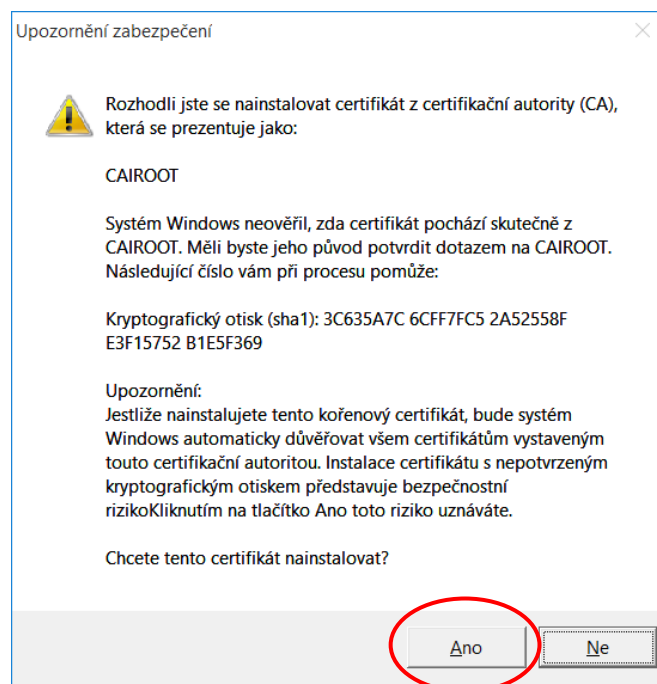 Upozornění zabezpečení
Rozhodli jste se nainstalovat certifikát z certifikační autority (CA),
která se prezentuje jako:
CAIROOT
Systém Windows neověřil, zda certifikát pochází skutečně z
CAIROOT. Měli byste jeho původ potvrdit dotazem na CAIROOT.
Následující číslo vám při procesu pomůže:
Kryptografický otisk (sha1): 3C635A7C 6CFF7FC5 2A52558F
E3F15752 B1E5F369
Upozornění:
Jestliže nainstalujete tento kořenový certifikát, bude systém
Windows automaticky důvěřovat všem certifikátům vystaveným
touto certifikační autoritou. Instalace certifikátu s nepotvrzeným
kryptografickým otiskem představuje bezpečnostní
rizikoKliknutím na tlačítko Ano toto riziko uznáváte.
Chcete tento certifikát nainstalovat?
Ano Ne